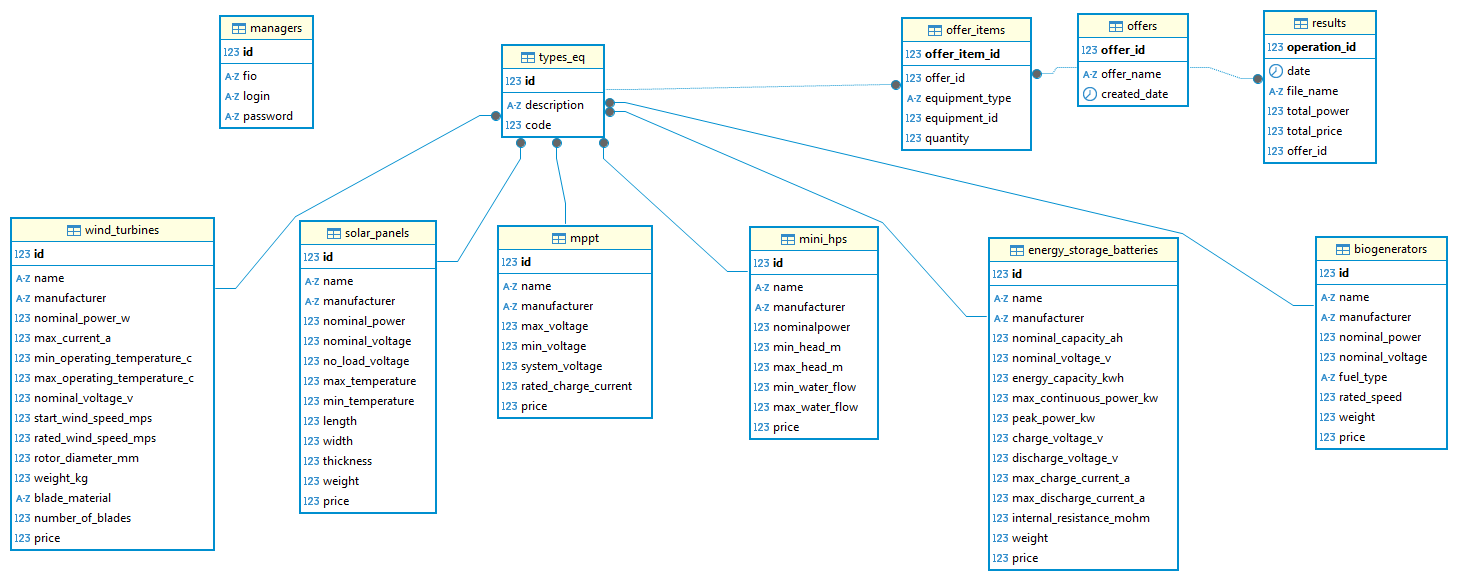 managers
123 id
A-Z fio
A-Z login
A-Z password
types_eq
123 id
A-Z description
123 code
offer_items
123 offer_item_id
123 offer_id
A-Z equipment_type
123 equipment_id
123 quantity
offers
123 offer_id
A-Z offer_name
created_date
results
123 operation_id
date
A-Z file_name
123 total_power
123 total_price
123 offer_id
wind_turbines
123 id
A-Z name
A-Z manufacturer
123 nominal_power_w
123 max_current_a
123 min_operating_temperature_c
123 max_operating_temperature_c
123 nominal_voltage_v
123 start_wind_speed_mps
123 rated_wind_speed_mps
123 rotor_diameter_mm
123 weight_kg
A-Z blade_material
123 number_of_blades
123 price
solar_panels
123 id
A-Z name
A-Z manufacturer
123 nominal_power
123 nominal_voltage
123 no_load_voltage
123 max_temperature
123 min_temperature
123 length
123 width
123 thickness
123 weight
123 price
mppt
123 id
A-Z name
A-Z manufacturer
123 max_voltage
123 min_voltage
123 system_voltage
123 rated_charge_current
123 price
mini_hps
123 id
A-Z name
A-Z manufacturer
123 nominalpower
123 min_head_m
123 max_head_m
123 min_water_flow
123 max_water_flow
123 price
energy_storage_batteries
123 id
A-Z name
A-Z manufacturer
123 nominal_capacity_ah
123 nominal_voltage_v
123 energy_capacity_kwh
123 max_continuous_power_kw
123 peak_power_kw
123 charge_voltage_v
123 discharge_voltage_v
123 max_charge_current_a
123 max_discharge_current_a
123 internal_resistance_mohm
123 weight
123 price
biogenerators
123 id
A-Z name
A-Z manufacturer
123 nominal_power
123 nominal_voltage
A-Z fuel_type
123 rated_speed
123 weight
123 price